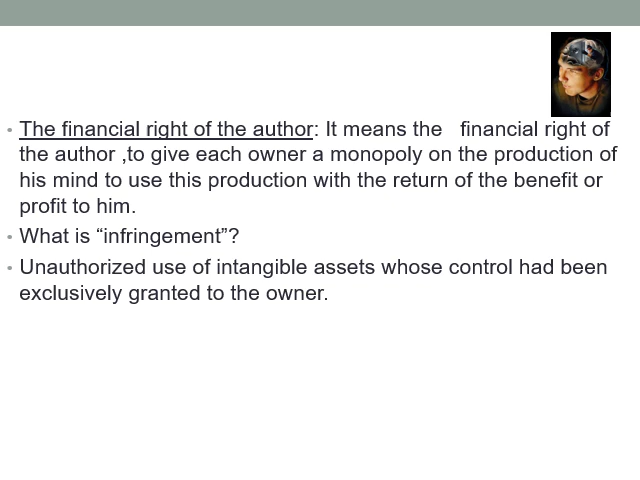 • The financial right of the author: It means the   financial right of
the author ,to give each owner a monopoly on the production of
his mind to use this production with the return of the benefit or
profit to him.
• What is “infringement”?
• Unauthorized use of intangible assets whose control had been
exclusively granted to the owner.